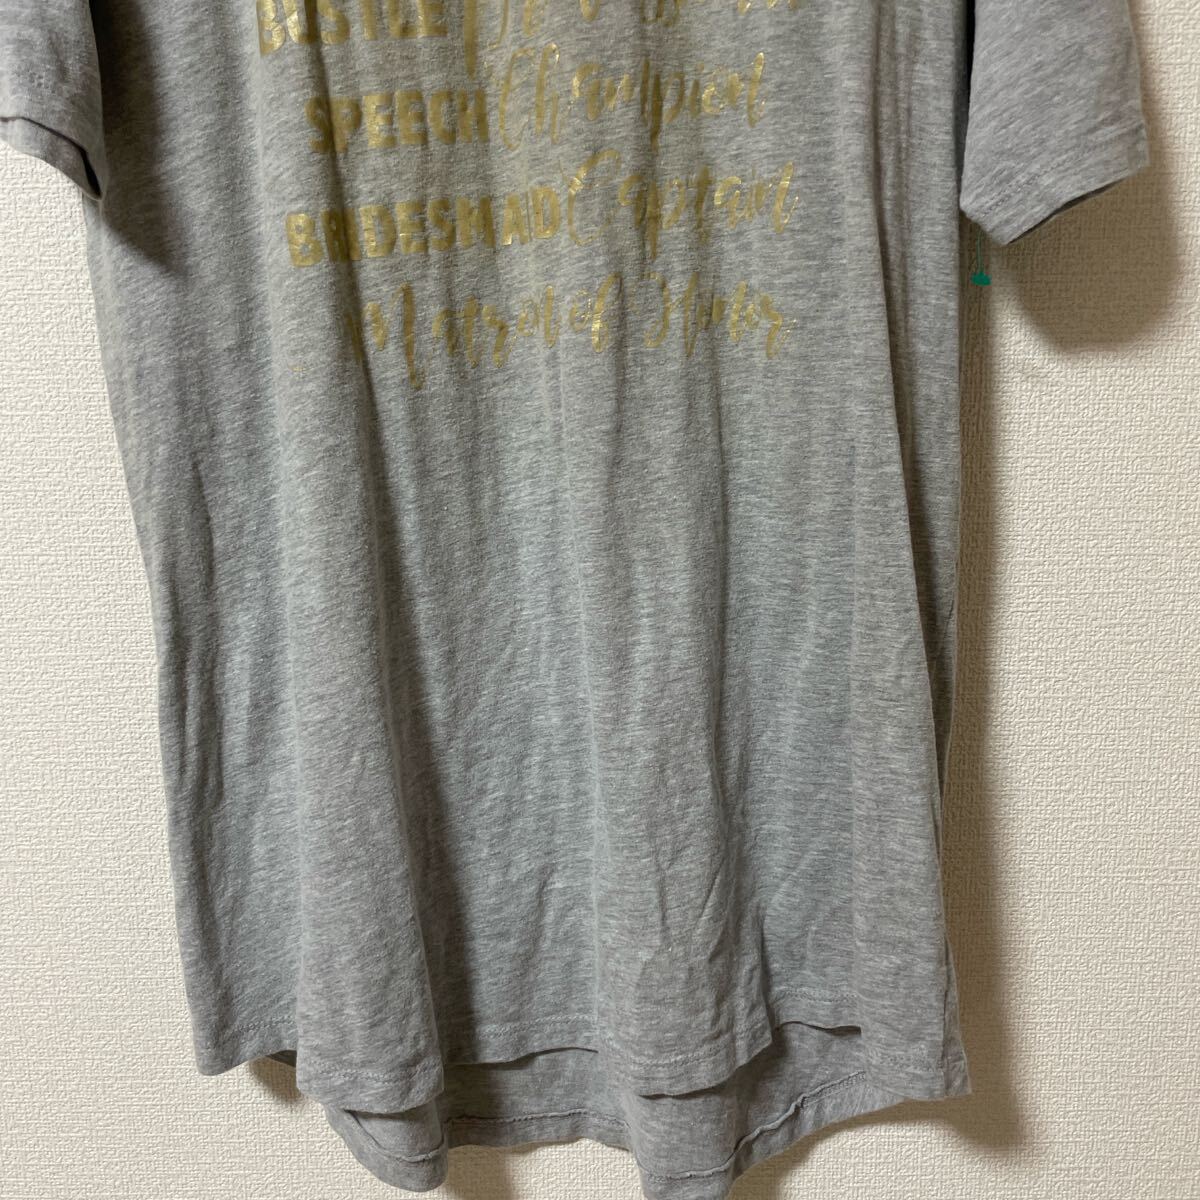 BUSTLE
SPEECH Champion
BRIDESMAID Captain
Matron of Honor